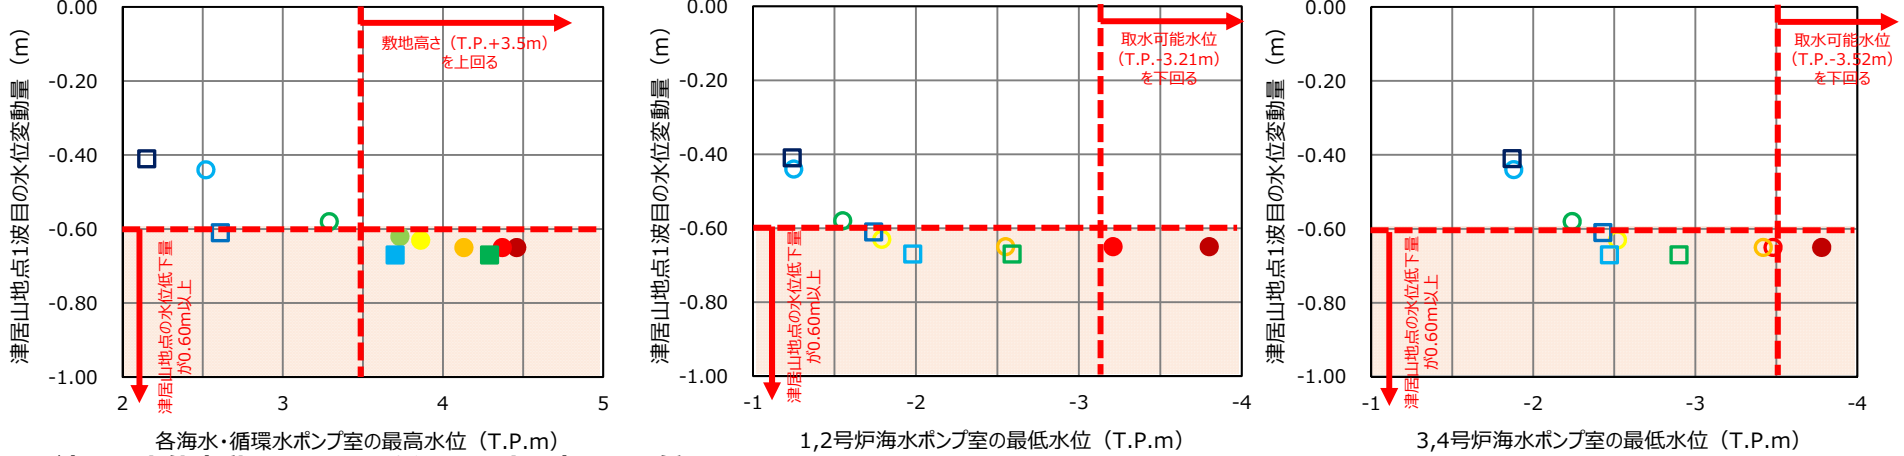 津居山地点1波目の水位変動量（m）
0.00
-0.20
-0.40
-0.60
-0.80
-1.00
2
3
4
5
敷地高さ（T.P.+3.5m）
を上回る
津居山地点の水位低下量
が0.60m以上
各海水・循環水ポンプ室の最高水位（T.P.m）
津居山地点1波目の水位変動量（m）
0.00
-0.20
-0.40
-0.60
-0.80
-1.00
-1
-2
-3
-4
取水可能水位
（T.P.-3.21m）
を下回る
津居山地点の水位低下量
が0.60m以上
1,2号炉海水ポンプ室の最低水位（T.P.m）
津居山地点1波目の水位変動量（m）
0.00
-0.20
-0.40
-0.60
-0.80
-1.00
-1
-2
-3
-4
取水可能水位
（T.P.-3.52m）
を下回る
津居山地点の水位低下量
が0.60m以上
3,4号炉海水ポンプ室の最低水位（T.P.m）